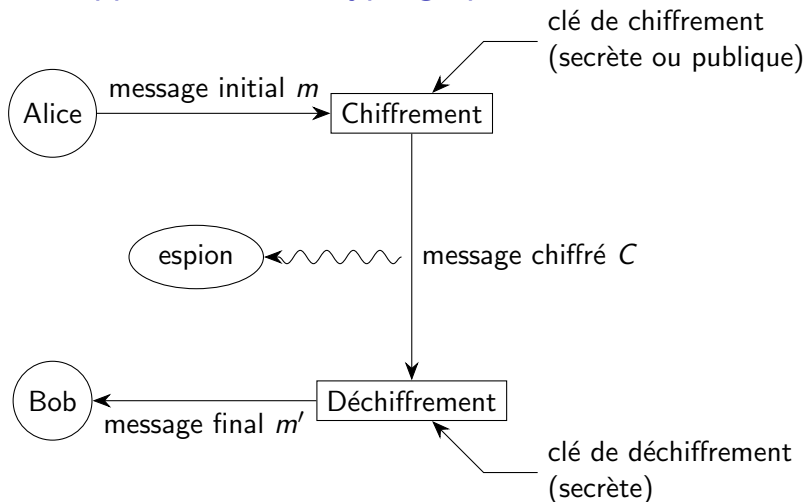 clé de chiffrement
(secrète ou publique)
message initial m
Alice
Chiffrement
espion
message chiffré C
Bob
Déchiffrement
message final m′
clé de déchiffrement
(secrète)